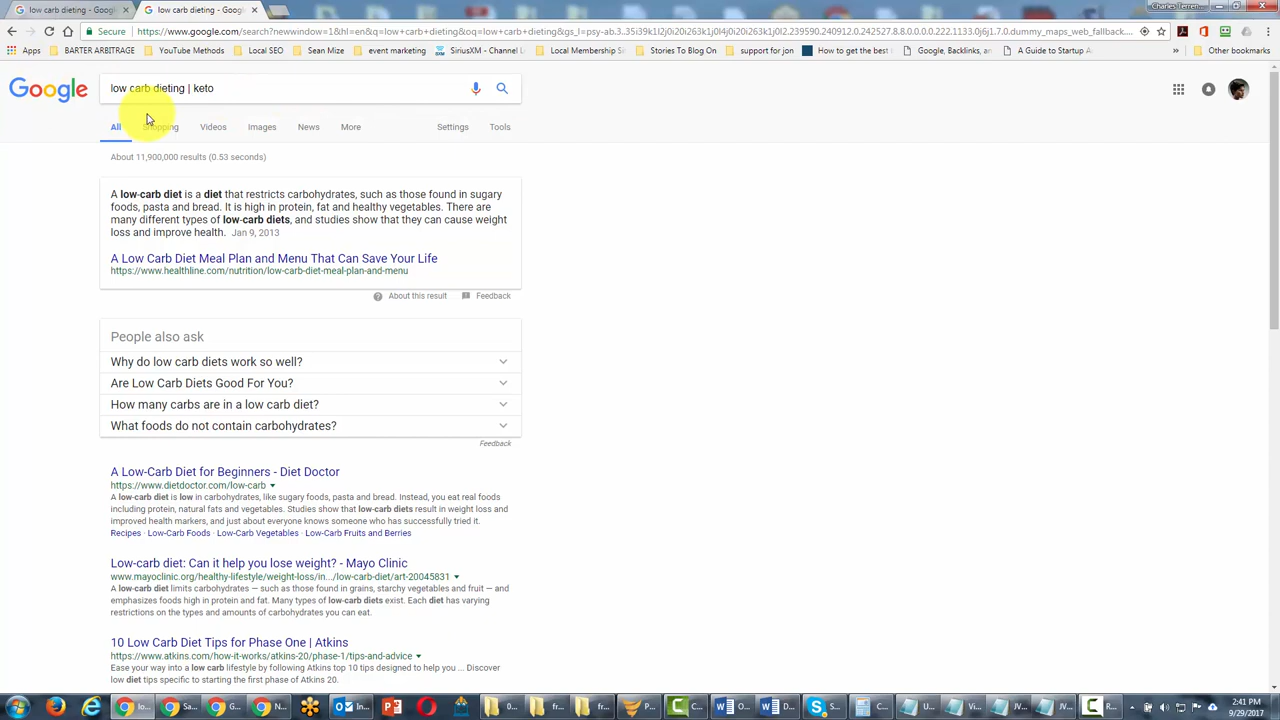 low carb dieting - Google
low carb dieting - Google
Charles Terren...
Secure
https://www.google.com/search?newwindow=1&hl=en&q=low+carb+dieting&oq=low+carb+dieting&gs_l=psy-ab.3.35i39k1l2j0l4j0i20i263k1j0l2j0i20i263k1l2.239590.240912.0.242527.8.8.0.0.0.0.222.1133.0j6j1.7.0.dummy_maps_web_fallback....
Apps BARTER ARBITRAGE YouTube Methods Local SEO Sean Mize event marketing SiriusXM - Channel L Local Membership Si Stories To Blog On support for jon How to get the best Google, Backlinks, an A Guide to Startup A » Other bookmarks
Google
low carb dieting | keto
All Shopping Videos Images News More Settings Tools
About 11,900,000 results (0.53 seconds)
A low-carb diet is a diet that restricts carbohydrates, such as those found in sugary
foods, pasta and bread. It is high in protein, fat and healthy vegetables. There are
many different types of low-carb diets, and studies show that they can cause weight
loss and improve health. Jan 9, 2013
A Low Carb Diet Meal Plan and Menu That Can Save Your Life
https://www.healthline.com/nutrition/low-carb-diet-meal-plan-and-menu
About this result Feedback
People also ask
Why do low carb diets work so well?
Are Low Carb Diets Good For You?
How many carbs are in a low carb diet?
What foods do not contain carbohydrates?
Feedback
A Low-Carb Diet for Beginners - Diet Doctor
https://www.dietdoctor.com/low-carb
A low-carb diet is low in carbohydrates, like sugary foods, pasta and bread. Instead, you eat real foods
including protein, natural fats and vegetables. Studies show that low-carb diets result in weight loss and
improved health markers, and just about everyone knows someone who has successfully tried it.
Recipes · Low-Carb Foods · Low-Carb Vegetables · Low-Carb Fruits and Berries
Low-carb diet: Can it help you lose weight? - Mayo Clinic
www.mayoclinic.org/healthy-lifestyle/weight-loss/in.../low-carb-diet/art-20045831
A low-carb diet limits carbohydrates — such as those found in grains, starchy vegetables and fruit — and
emphasizes foods high in protein and fat. Many types of low-carb diets exist. Each diet has varying
restrictions on the types and amounts of carbohydrates you can eat.
10 Low Carb Diet Tips for Phase One | Atkins
https://www.atkins.com/how-it-works/atkins-20/phase-1/tips-and-advice
Ease your way into a low carb lifestyle by following Atkins top 10 tips designed to help you ... Discover
low diet tips specific to starting the first phase of Atkins 20.
lo... Sa... G... N... In... 0... fr... fr... P... C... W... D... S... C... U... Vi... JV... JV... R...
2:41 PM
9/29/2017